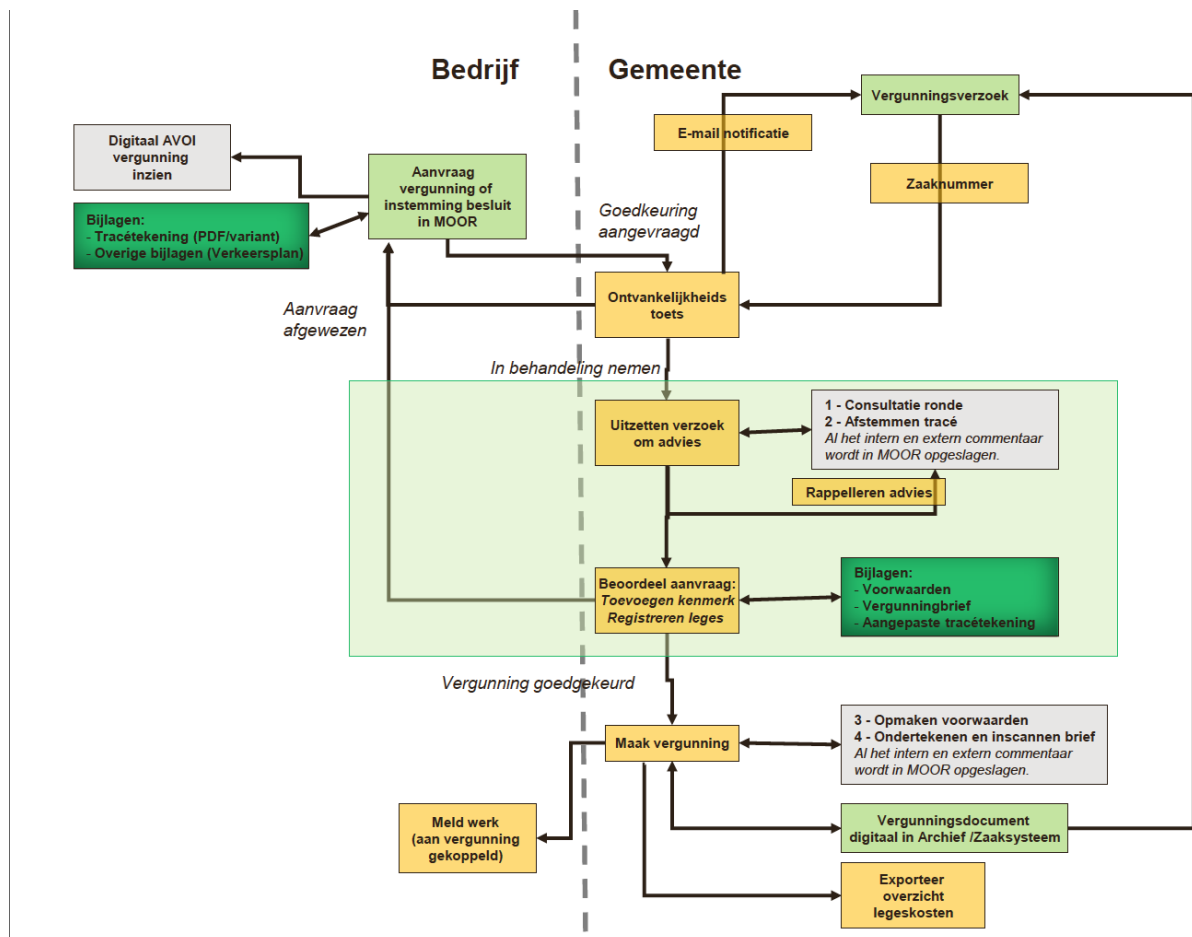 Bedrijf
Gemeente
Vergunningsverzoek
E-mail notificatie
Zaaknummer
Digitaal AVOI
vergunning
inzien
Aanvraag
vergunning of
instemming besluit
in MOOR
Bijlagen:
- Tracétekening (PDF/variant)
- Overige bijlagen (Verkeersplan)
Goedkeuring
aangevraagd
Ontvankelijkheids
toets
Aanvraag
afgewezen
In behandeling nemen
Uitzetten verzoek
om advies
1 - Consultatie ronde
2 - Afstemmen tracé
Al het intern en extern commentaar
wordt in MOOR opgeslagen.
Rappelleren advies
Beoordeel aanvraag:
Toevoegen kenmerk
Registreren leges
Bijlagen:
- Voorwaarden
- Vergunningbrief
- Aangepaste tracétekening
Vergunning goedgekeurd
Maak vergunning
3 - Opmaken voorwaarden
4 - Ondertekenen en inscannen brief
Al het intern en extern commentaar
wordt in MOOR opgeslagen.
Meld werk
(aan vergunning
gekoppeld)
Vergunningsdocument
digitaal in Archief /Zaaksysteem
Exporteer
overzicht
legeskosten